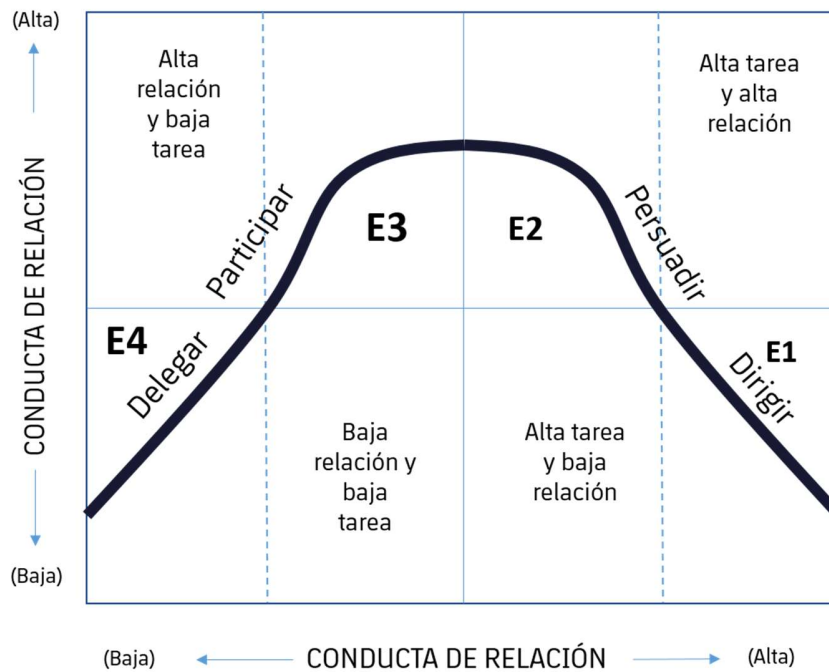 (Alta)
CONDUCTA DE RELACIÓN
(Baja)
Alta
relación
y baja
tarea
Alta tarea
y alta
relación
Participar
E3
E2
Persuadir
E4
Delegar
E1
Dirigir
Baja
relación y
baja
tarea
Alta tarea
y baja
relación
(Baja)
CONDUCTA DE RELACIÓN
(Alta)